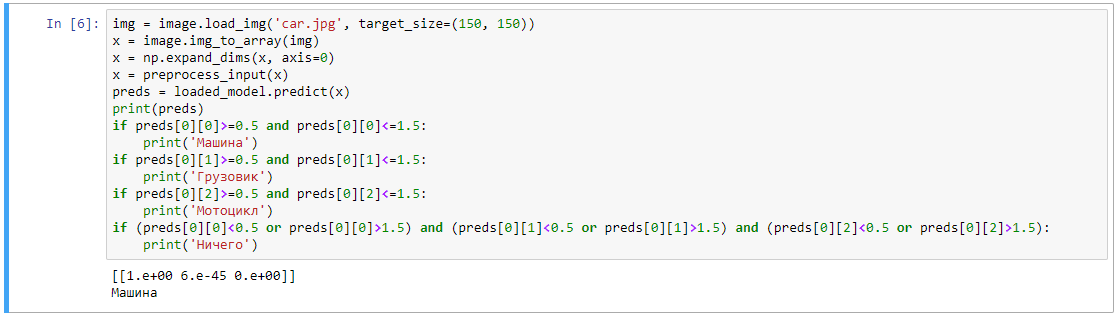 In [6]: img = image.load_img('car.jpg', target_size=(150, 150))
x = image.img_to_array(img)
x = np.expand_dims(x, axis=0)
x = preprocess_input(x)
preds = loaded_model.predict(x)
print(preds)
if preds[0][0]>=0.5 and preds[0][0]<=1.5:
    print('Машина')
if preds[0][1]>=0.5 and preds[0][1]<=1.5:
    print('Грузовик')
if preds[0][2]>=0.5 and preds[0][2]<=1.5:
    print('Мотоцикл')
if (preds[0][0]<0.5 or preds[0][0]>1.5) and (preds[0][1]<0.5 or preds[0][1]>1.5) and (preds[0][2]<0.5 or preds[0][2]>1.5):
    print('Ничего')
[[1.e+00 6.e-45 0.e+00]]
Машина